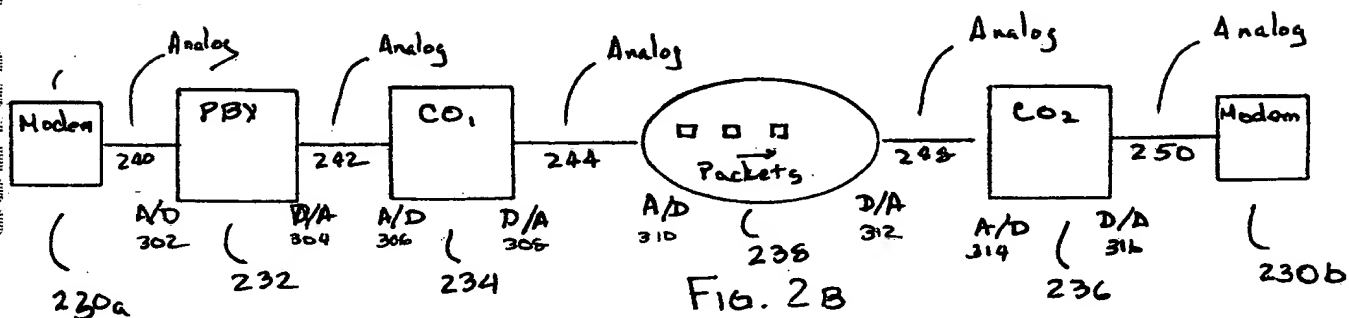 Analog Analog Analog Analog Analog
Modem PBX CO1 Packets CO2 Modem
240 242 244 248 250
A/D D/A A/D D/A A/D D/A A/D D/A
302 304 306 308 310 312 314 316
230a 232 234 238 236 230b
FIG. 2B